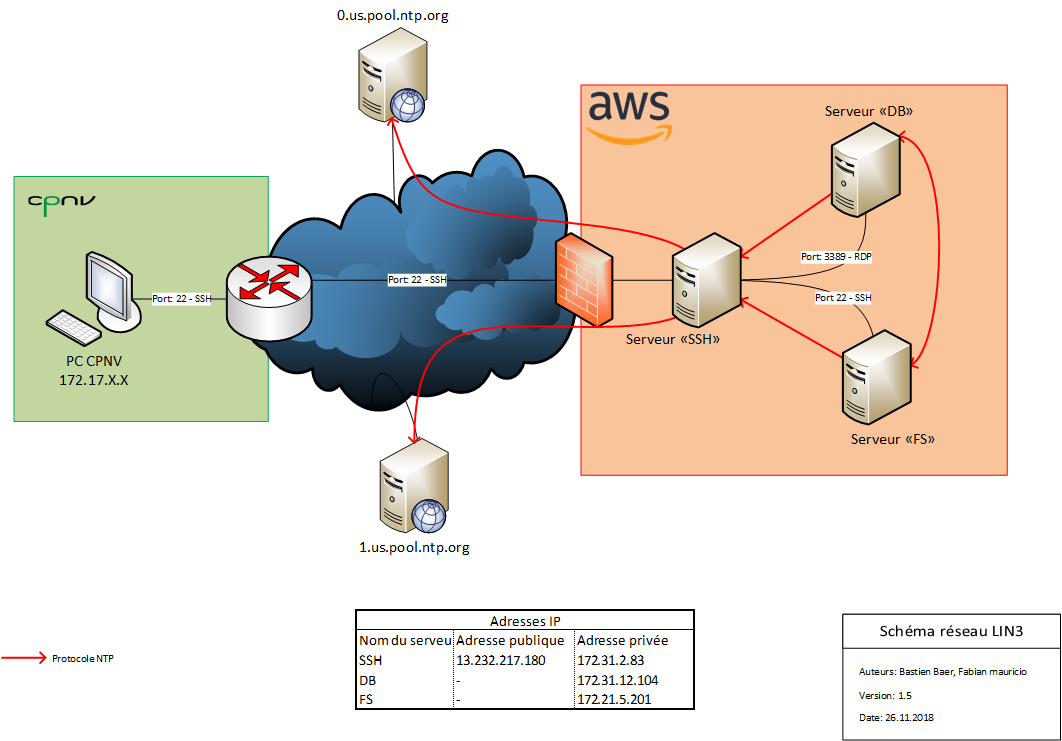 0.us.pool.ntp.org
aws
Serveur «DB»
cpnv
Port: 3389 - RDP
Port: 22 - SSH
Port: 22 - SSH
Port 22 - SSH
Serveur «SSH»
PC CPNV
172.17.X.X
Serveur «FS»
1.us.pool.ntp.org
Adresses IP
Nom du serveu Adresse publique Adresse privée
SSH 13.232.217.180 172.31.2.83
DB - 172.31.12.104
FS - 172.21.5.201
Protocole NTP
Schéma réseau LIN3
Auteurs: Bastien Baer, Fabian mauricio
Version: 1.5
Date: 26.11.2018